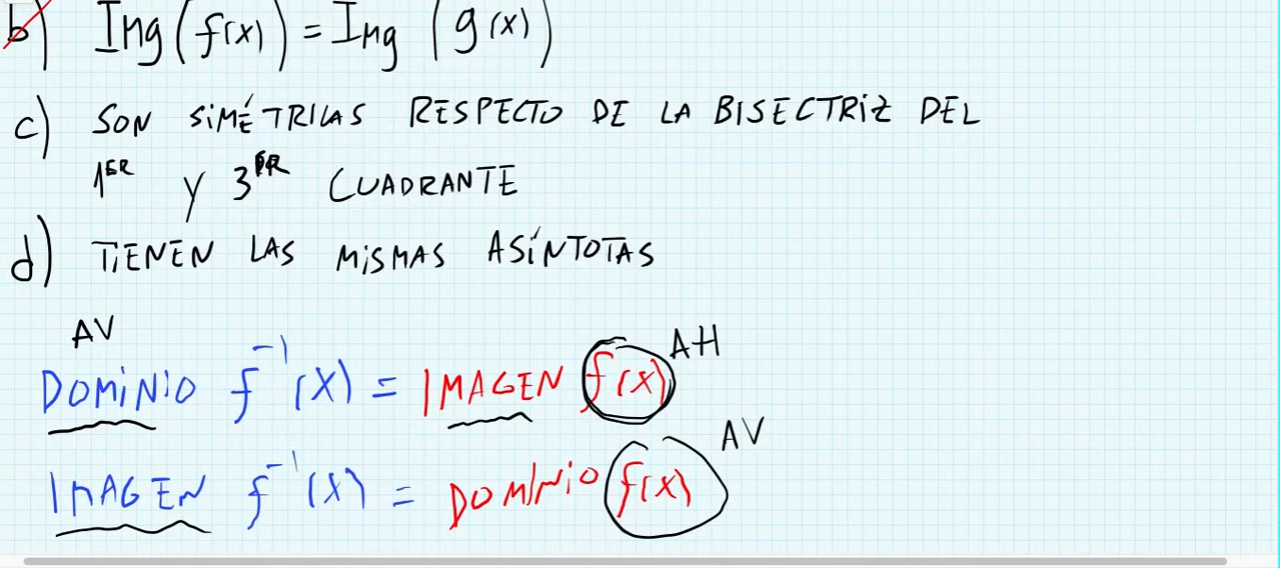 b) Img (f(x)) = Img (g(x))
c) SON SIMÉTRICAS RESPECTO DE LA BISECTRIZ DEL
1ER Y 3ER CUADRANTE
d) TIENEN LAS MISMAS ASÍNTOTAS
AV
DOMINIO f⁻¹(x) = IMAGEN f(x) AH
IMAGEN f⁻¹(x) = DOMINIO f(x) AV